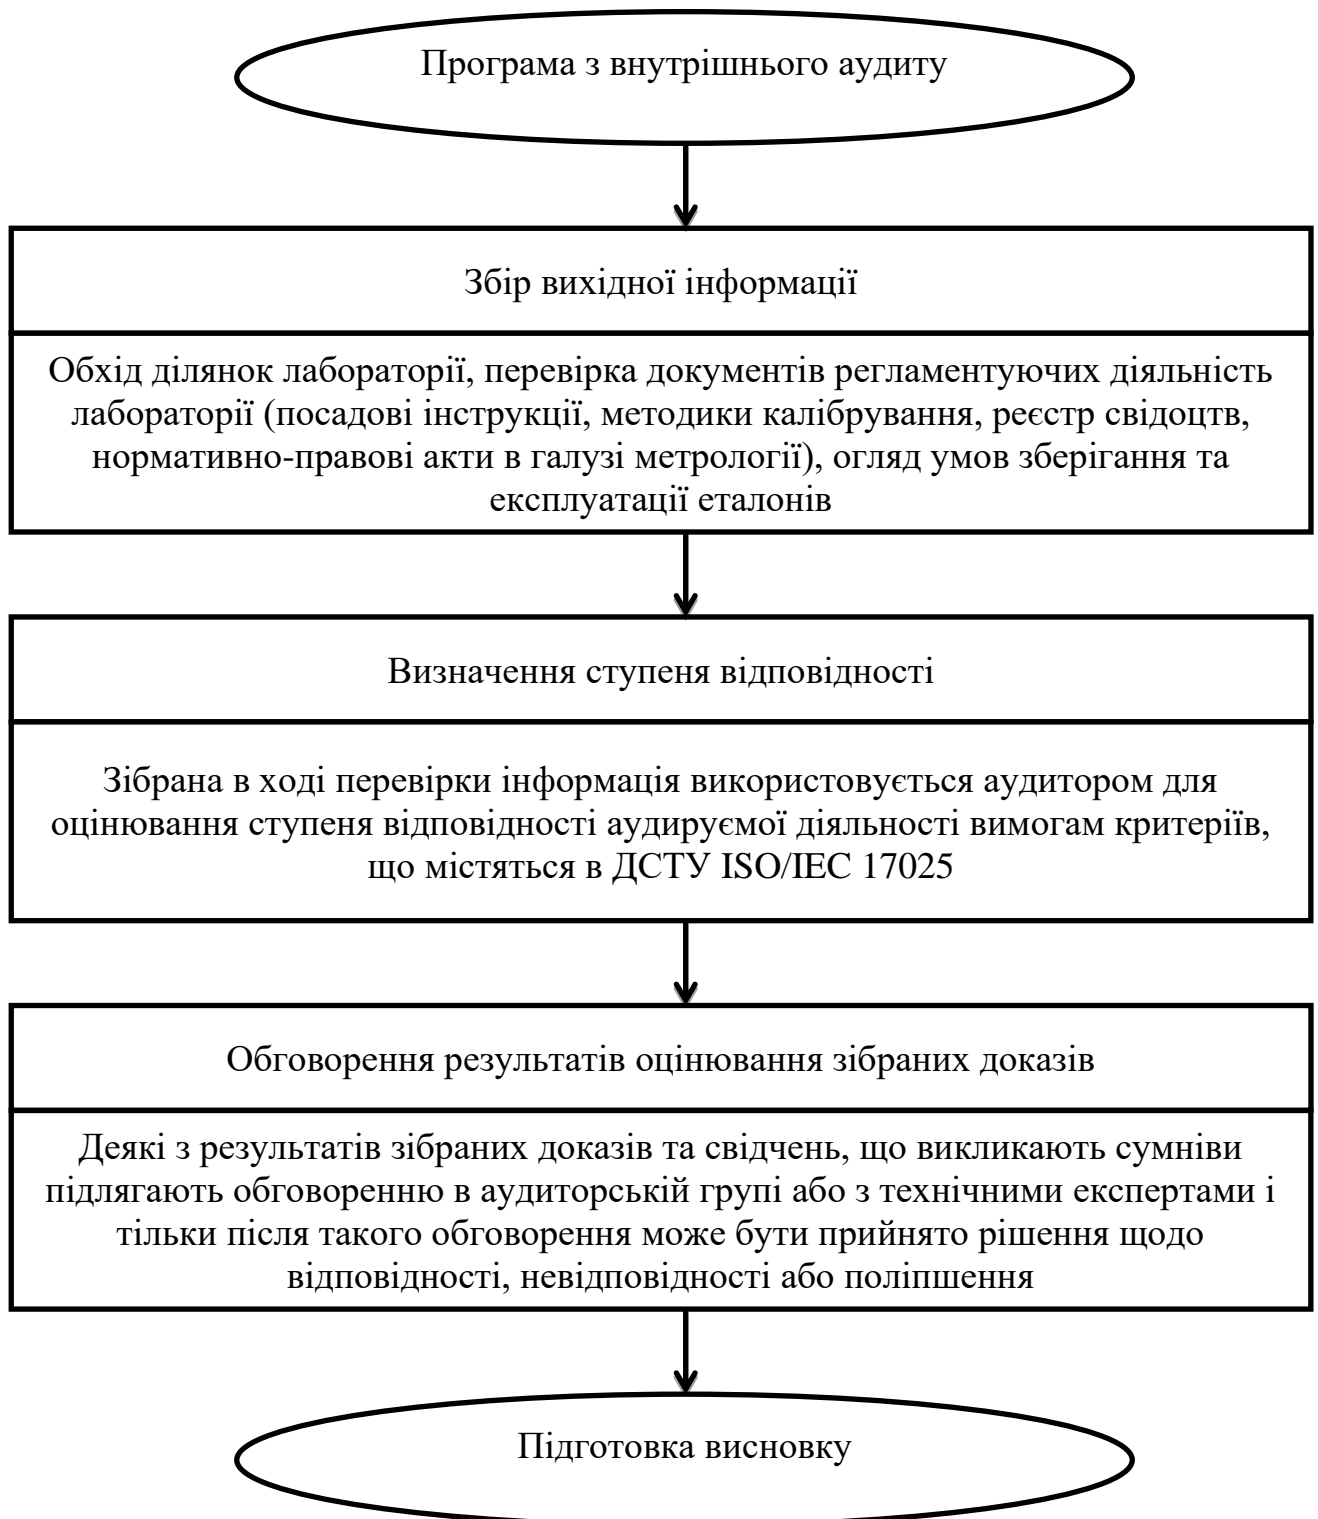 Програма з внутрішнього аудиту
Збір вихідної інформації
Обхід ділянок лабораторії, перевірка документів регламентуючих діяльність
лабораторії (посадові інструкції, методики калібрування, реєстр свідоцтв,
нормативно-правові акти в галузі метрології), огляд умов зберігання та
експлуатації еталонів
Визначення ступеня відповідності
Зібрана в ході перевірки інформація використовується аудитором для
оцінювання ступеня відповідності аудируємої діяльності вимогам критеріїв,
що містяться в ДСТУ ISO/IEC 17025
Обговорення результатів оцінювання зібраних доказів
Деякі з результатів зібраних доказів та свідчень, що викликають сумніви
підлягають обговоренню в аудиторській групі або з технічними експертами і
тільки після такого обговорення може бути прийнято рішення щодо
відповідності, невідповідності або поліпшення
Підготовка висновку